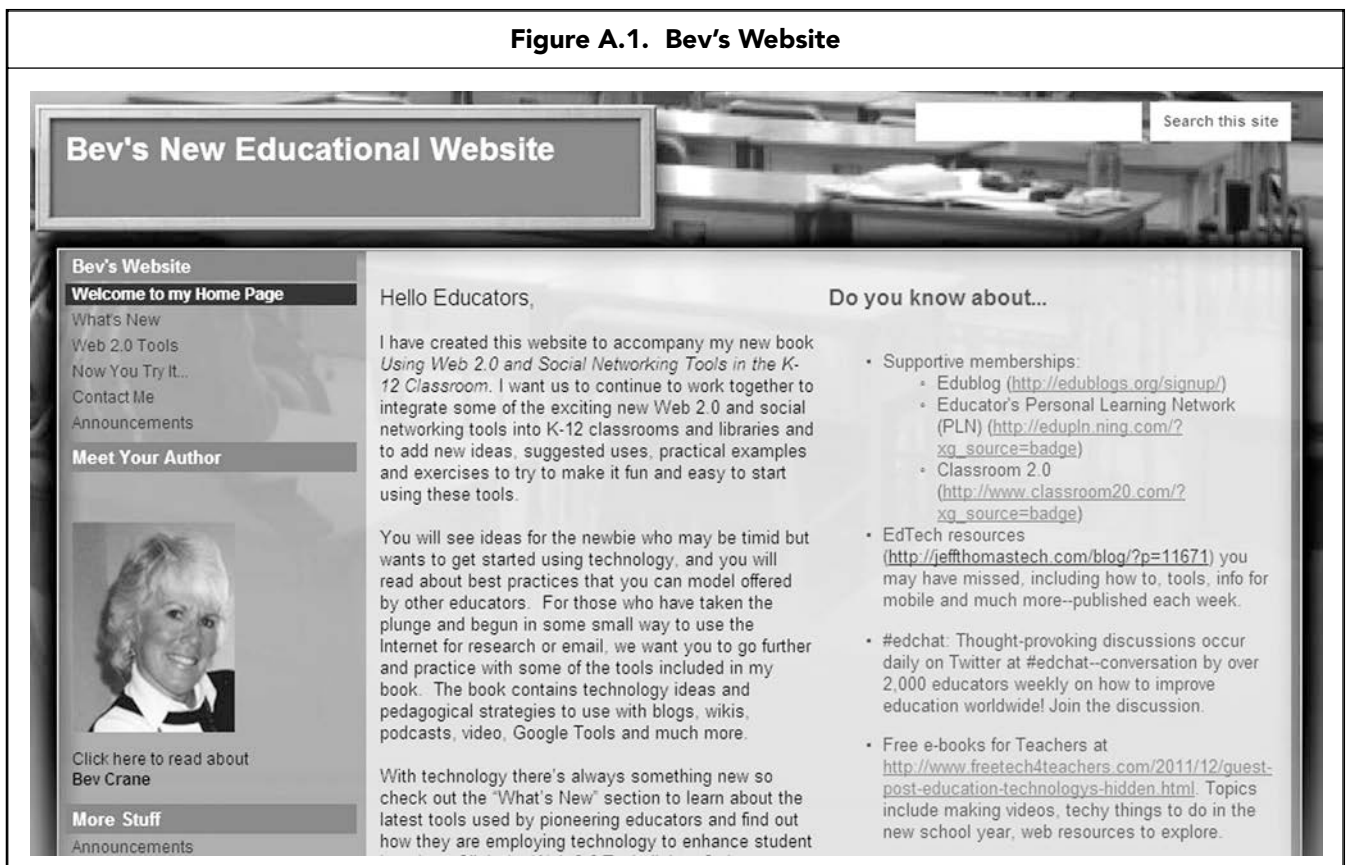 Figure A.1. Bev's Website
Bev's New Educational Website
Search this site
Bev's Website
Welcome to my Home Page
What's New
Web 2.0 Tools
Now You Try It...
Contact Me
Announcements
Meet Your Author
Click here to read about
Bev Crane
More Stuff
Announcements
Hello Educators,
I have created this website to accompany my new book
Using Web 2.0 and Social Networking Tools in the K-
12 Classroom. I want us to continue to work together to
integrate some of the exciting new Web 2.0 and social
networking tools into K-12 classrooms and libraries and
to add new ideas, suggested uses, practical examples
and exercises to try to make it fun and easy to start
using these tools.
You will see ideas for the newbie who may be timid but
wants to get started using technology, and you will
read about best practices that you can model offered
by other educators. For those who have taken the
plunge and begun in some small way to use the
Internet for research or email, we want you to go further
and practice with some of the tools included in my
book. The book contains technology ideas and
pedagogical strategies to use with blogs, wikis,
podcasts, video, Google Tools and much more.
With technology there's always something new so
check out the "What's New" section to learn about the
latest tools used by pioneering educators and find out
how they are employing technology to enhance student
Do you know about...
• Supportive memberships:
◦ Edublog (http://edublogs.org/signup/)
◦ Educator's Personal Learning Network
(PLN) (http://edupln.ning.com/?
xg_source=badge)
◦ Classroom 2.0
(http://www.classroom20.com/?
xg_source=badge)
• EdTech resources
(http://jeffthomastech.com/blog/?p=11671) you
may have missed, including how to, tools, info for
mobile and much more--published each week.
• #edchat: Thought-provoking discussions occur
daily on Twitter at #edchat--conversation by over
2,000 educators weekly on how to improve
education worldwide! Join the discussion.
• Free e-books for Teachers at
http://www.freetech4teachers.com/2011/12/guest-
post-education-technologys-hidden.html. Topics
include making videos, techy things to do in the
new school year, web resources to explore.